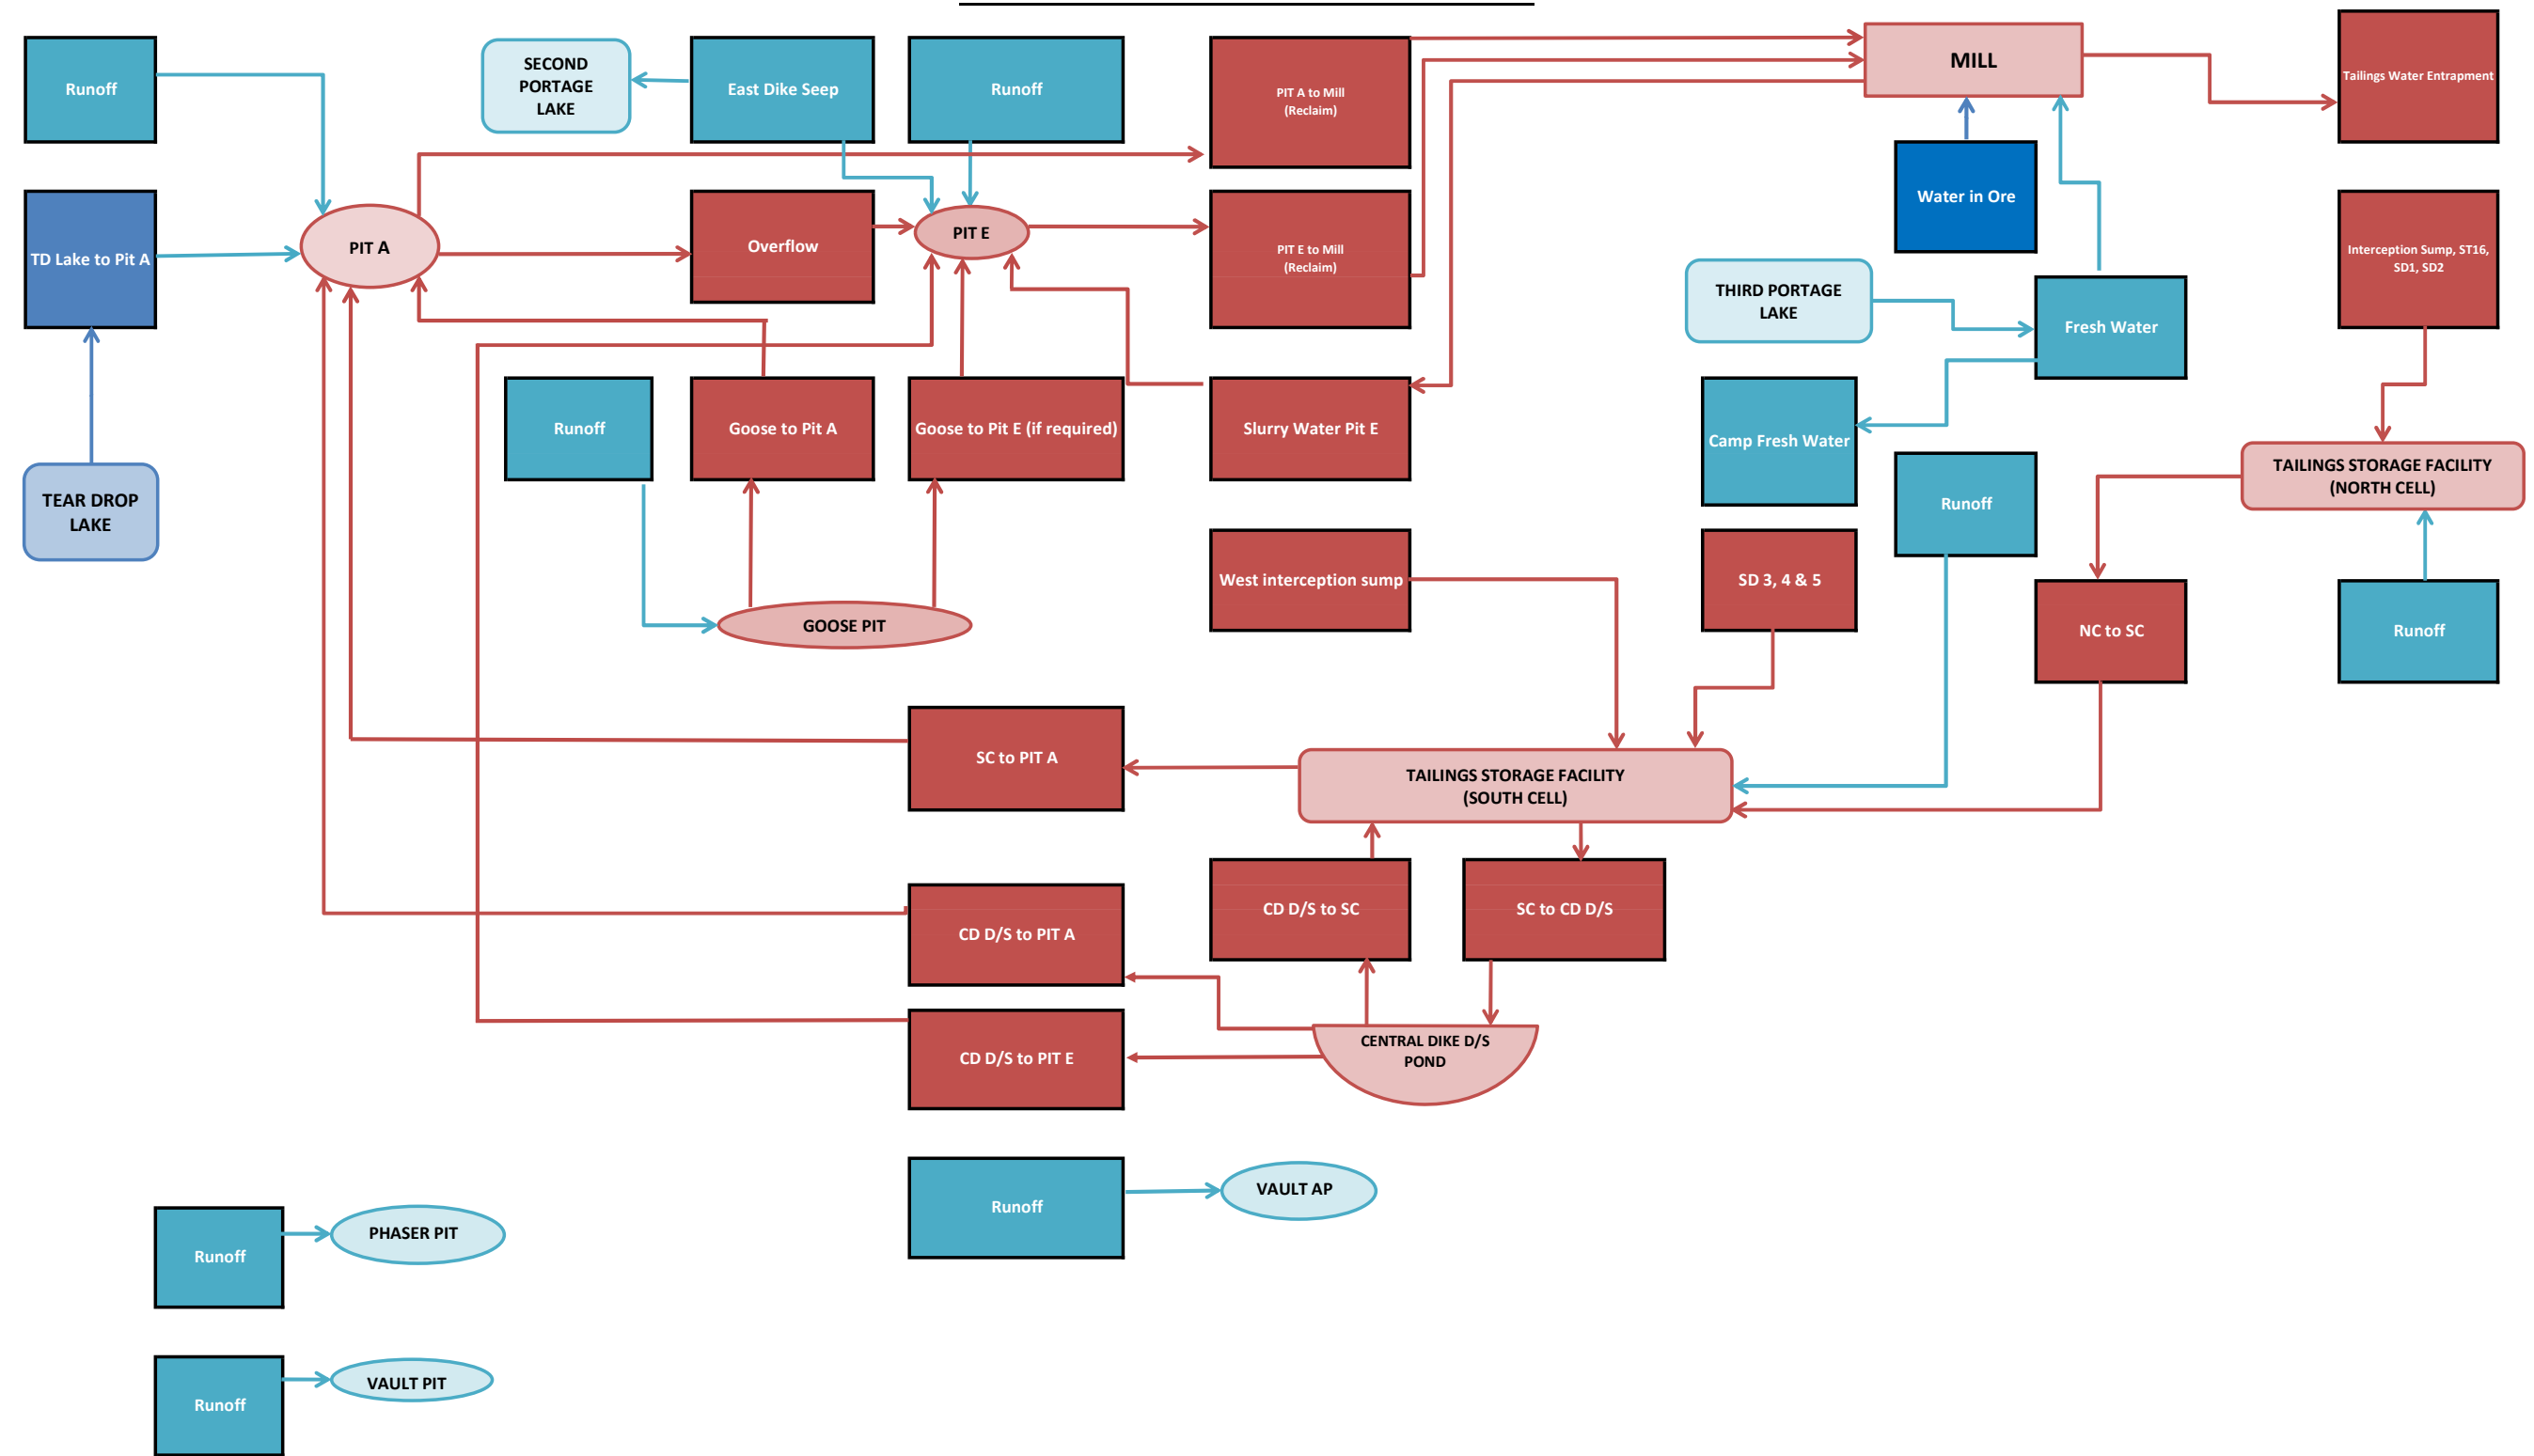 Runoff
SECOND
PORTAGE
LAKE
East Dike Seep
Runoff
PIT A to Mill
(Reclaim)
MILL
Tailings Water Entrapment
TD Lake to Pit A
PIT A
Overflow
PIT E
PIT E to Mill
(Reclaim)
Water in Ore
Interception Sump, ST16,
SD1, SD2
THIRD PORTAGE
LAKE
Fresh Water
Runoff
Goose to Pit A
Goose to Pit E (if required)
Slurry Water Pit E
Camp Fresh Water
TEAR DROP
LAKE
Runoff
TAILINGS STORAGE FACILITY
(NORTH CELL)
West interception sump
SD 3, 4 & 5
GOOSE PIT
NC to SC
Runoff
SC to PIT A
TAILINGS STORAGE FACILITY
(SOUTH CELL)
CD D/S to PIT A
CD D/S to SC
SC to CD D/S
CD D/S to PIT E
CENTRAL DIKE D/S
POND
Runoff
VAULT AP
Runoff
PHASER PIT
Runoff
VAULT PIT